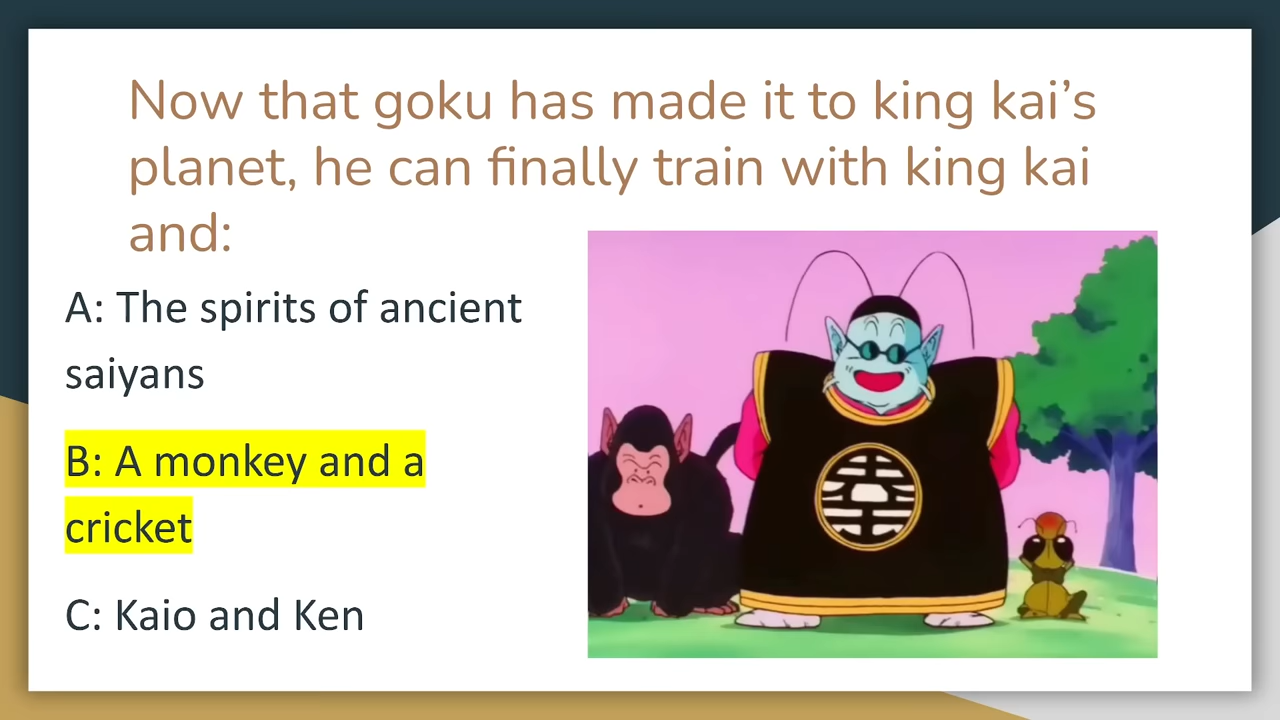 Now that goku has made it to king kai’s
planet, he can finally train with king kai
and:
A: The spirits of ancient
saiyans
B: A monkey and a
cricket
C: Kaio and Ken